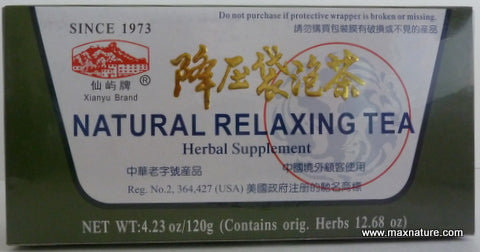 SINCE 1973
Do not purchase if protective wrapper is broken or missing.
請勿購買包裝膜有破損或不見的產品
仙屿牌 ®
Xianyu Brand
降压袋泡茶
NATURAL RELAXING TEA
Herbal Supplement
中華老字號産品
中國境外顧客使用
Reg. No.2, 364,427 (USA) 美國政府注册的馳名商標
NET WT:4.23 oz/120g (Contains orig. Herbs 12.68 oz)
www.maxnature.com